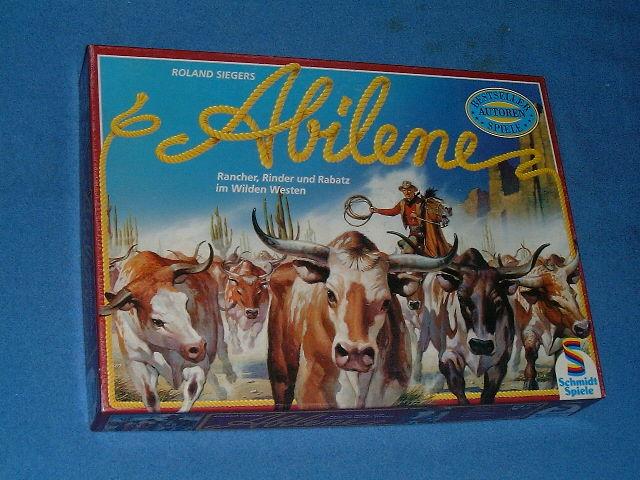 ROLAND SIEGERS
Abilene
BESTSELLER
AUTOREN
SPIELE
Rancher, Rinder und Rabatz
im Wilden Westen
Schmidt
Spiele